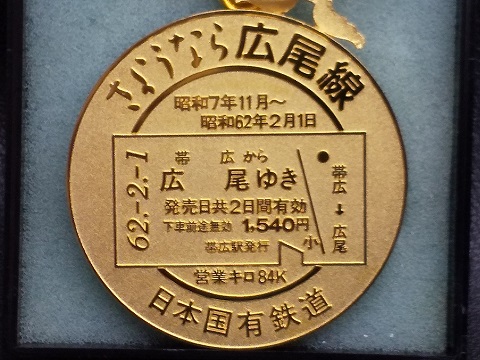 さようなら広尾線
昭和7年11月～
昭和62年2月1日
62.-2.-1
帯広から
広尾ゆき
発売日共2日間有効
下車前途無効 1,540円
帯広駅発行
小
帯広→広尾
営業キロ84K
日本国有鉄道